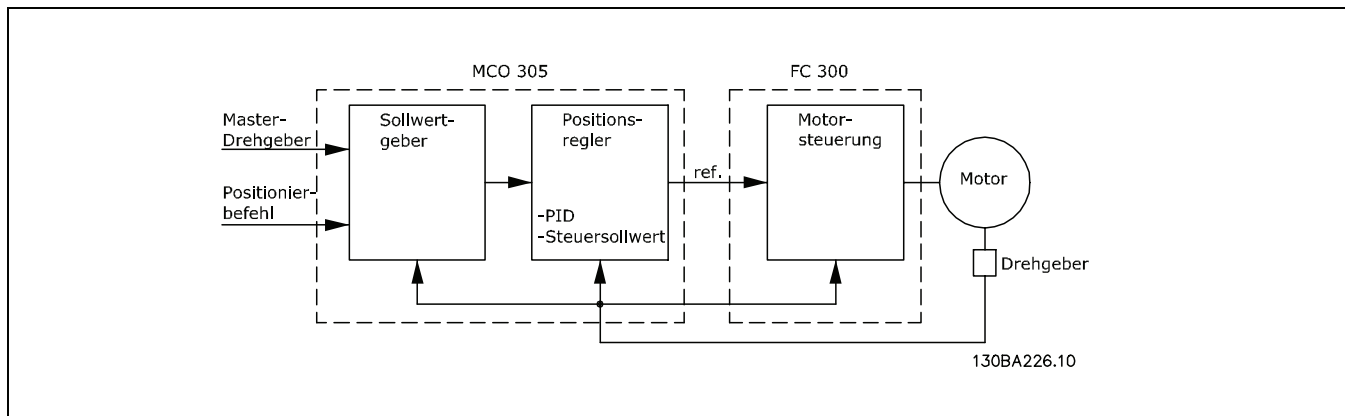 MCO 305
FC 300
Master-
Drehgeber
Positionier-
befehl
Sollwert-
geber
Positions-
regler
-PID
-Steuersollwert
ref.
Motor-
steuerung
Motor
Drehgeber
130BA226.10